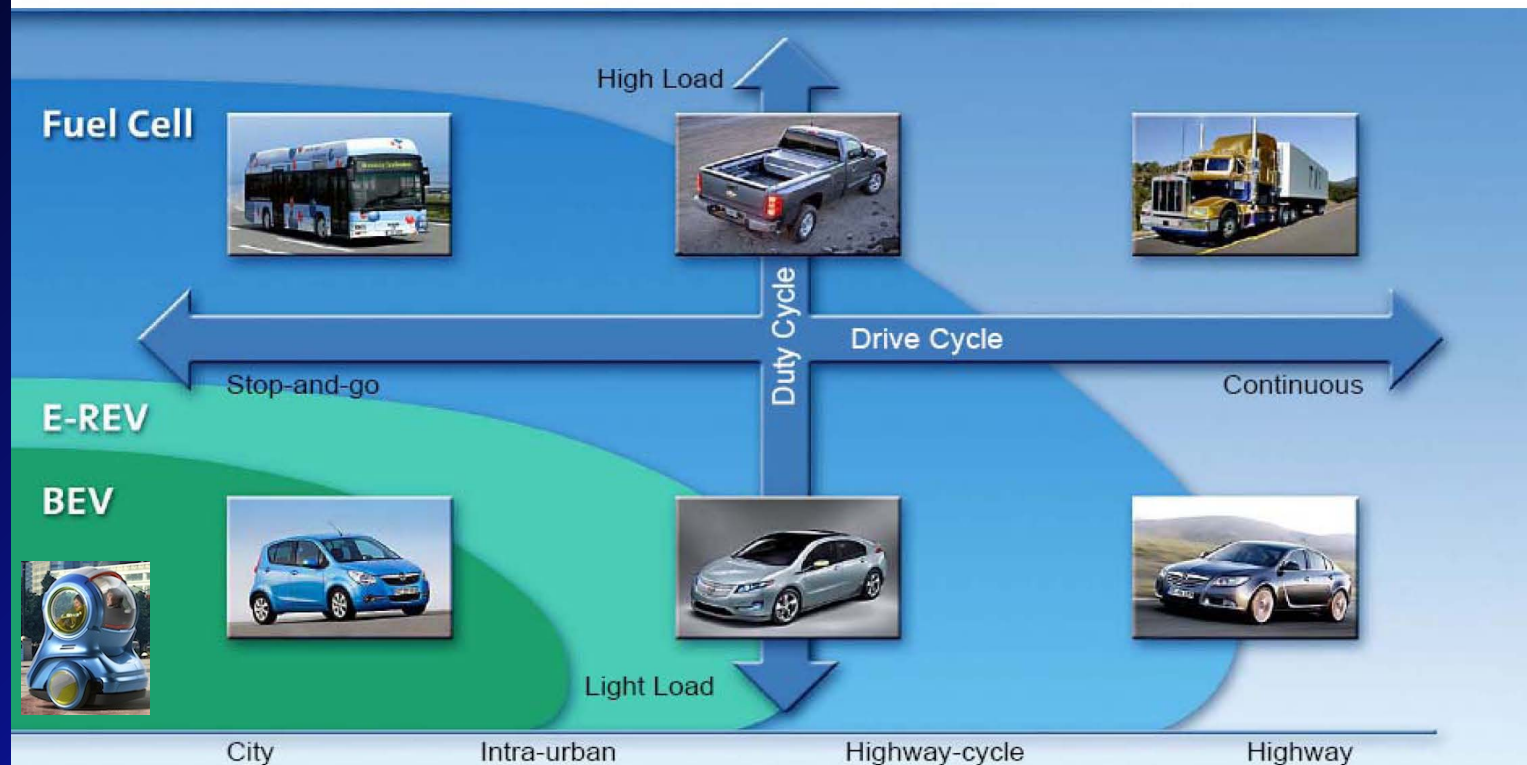 High Load
Fuel Cell
Duty Cycle
Drive Cycle
Stop-and-go
Continuous
E-REV
BEV
Light Load
City
Intra-urban
Highway-cycle
Highway